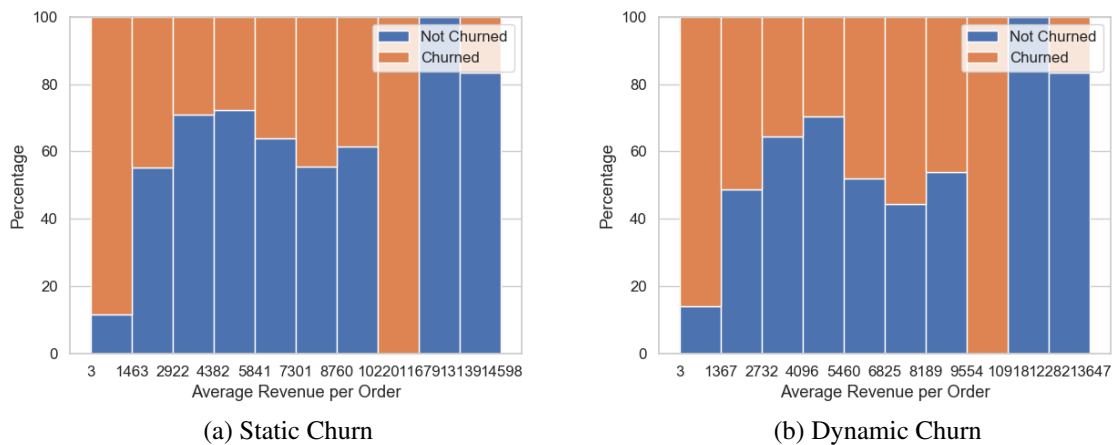 100
80
60
40
20
0
Percentage
Not Churned
Churned
3 1463 2922 4382 5841 7301 8760 10220 11679 13139 14598
Average Revenue per Order
(a) Static Churn
100
80
60
40
20
0
Percentage
Not Churned
Churned
3 1367 2732 4096 5460 6825 8189 9554 10918 12282 13647
Average Revenue per Order
(b) Dynamic Churn